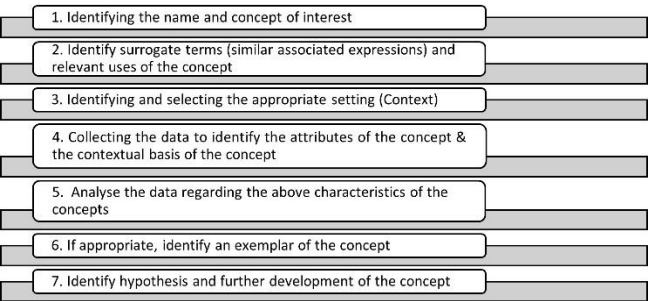 1. Identifying the name and concept of interest
2. Identify surrogate terms (similar associated expressions) and
relevant uses of the concept
3. Identifying and selecting the appropriate setting (Context)
4. Collecting the data to identify the attributes of the concept &
the contextual basis of the concept
5. Analyse the data regarding the above characteristics of the
concepts
6. If appropriate, identify an exemplar of the concept
7. Identify hypothesis and further development of the concept